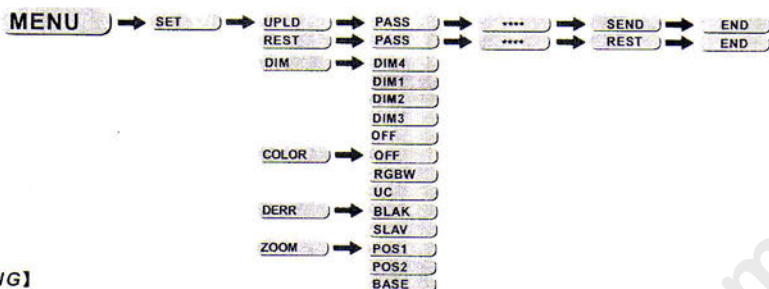 MENU SET UPLD PASS **** SEND END
REST PASS **** REST END
DIM DIM4
DIM1
DIM2
DIM3
OFF
COLOR OFF
RGBW
UC
DERR BLAK
SLAV
ZOOM POS1
POS2
BASE